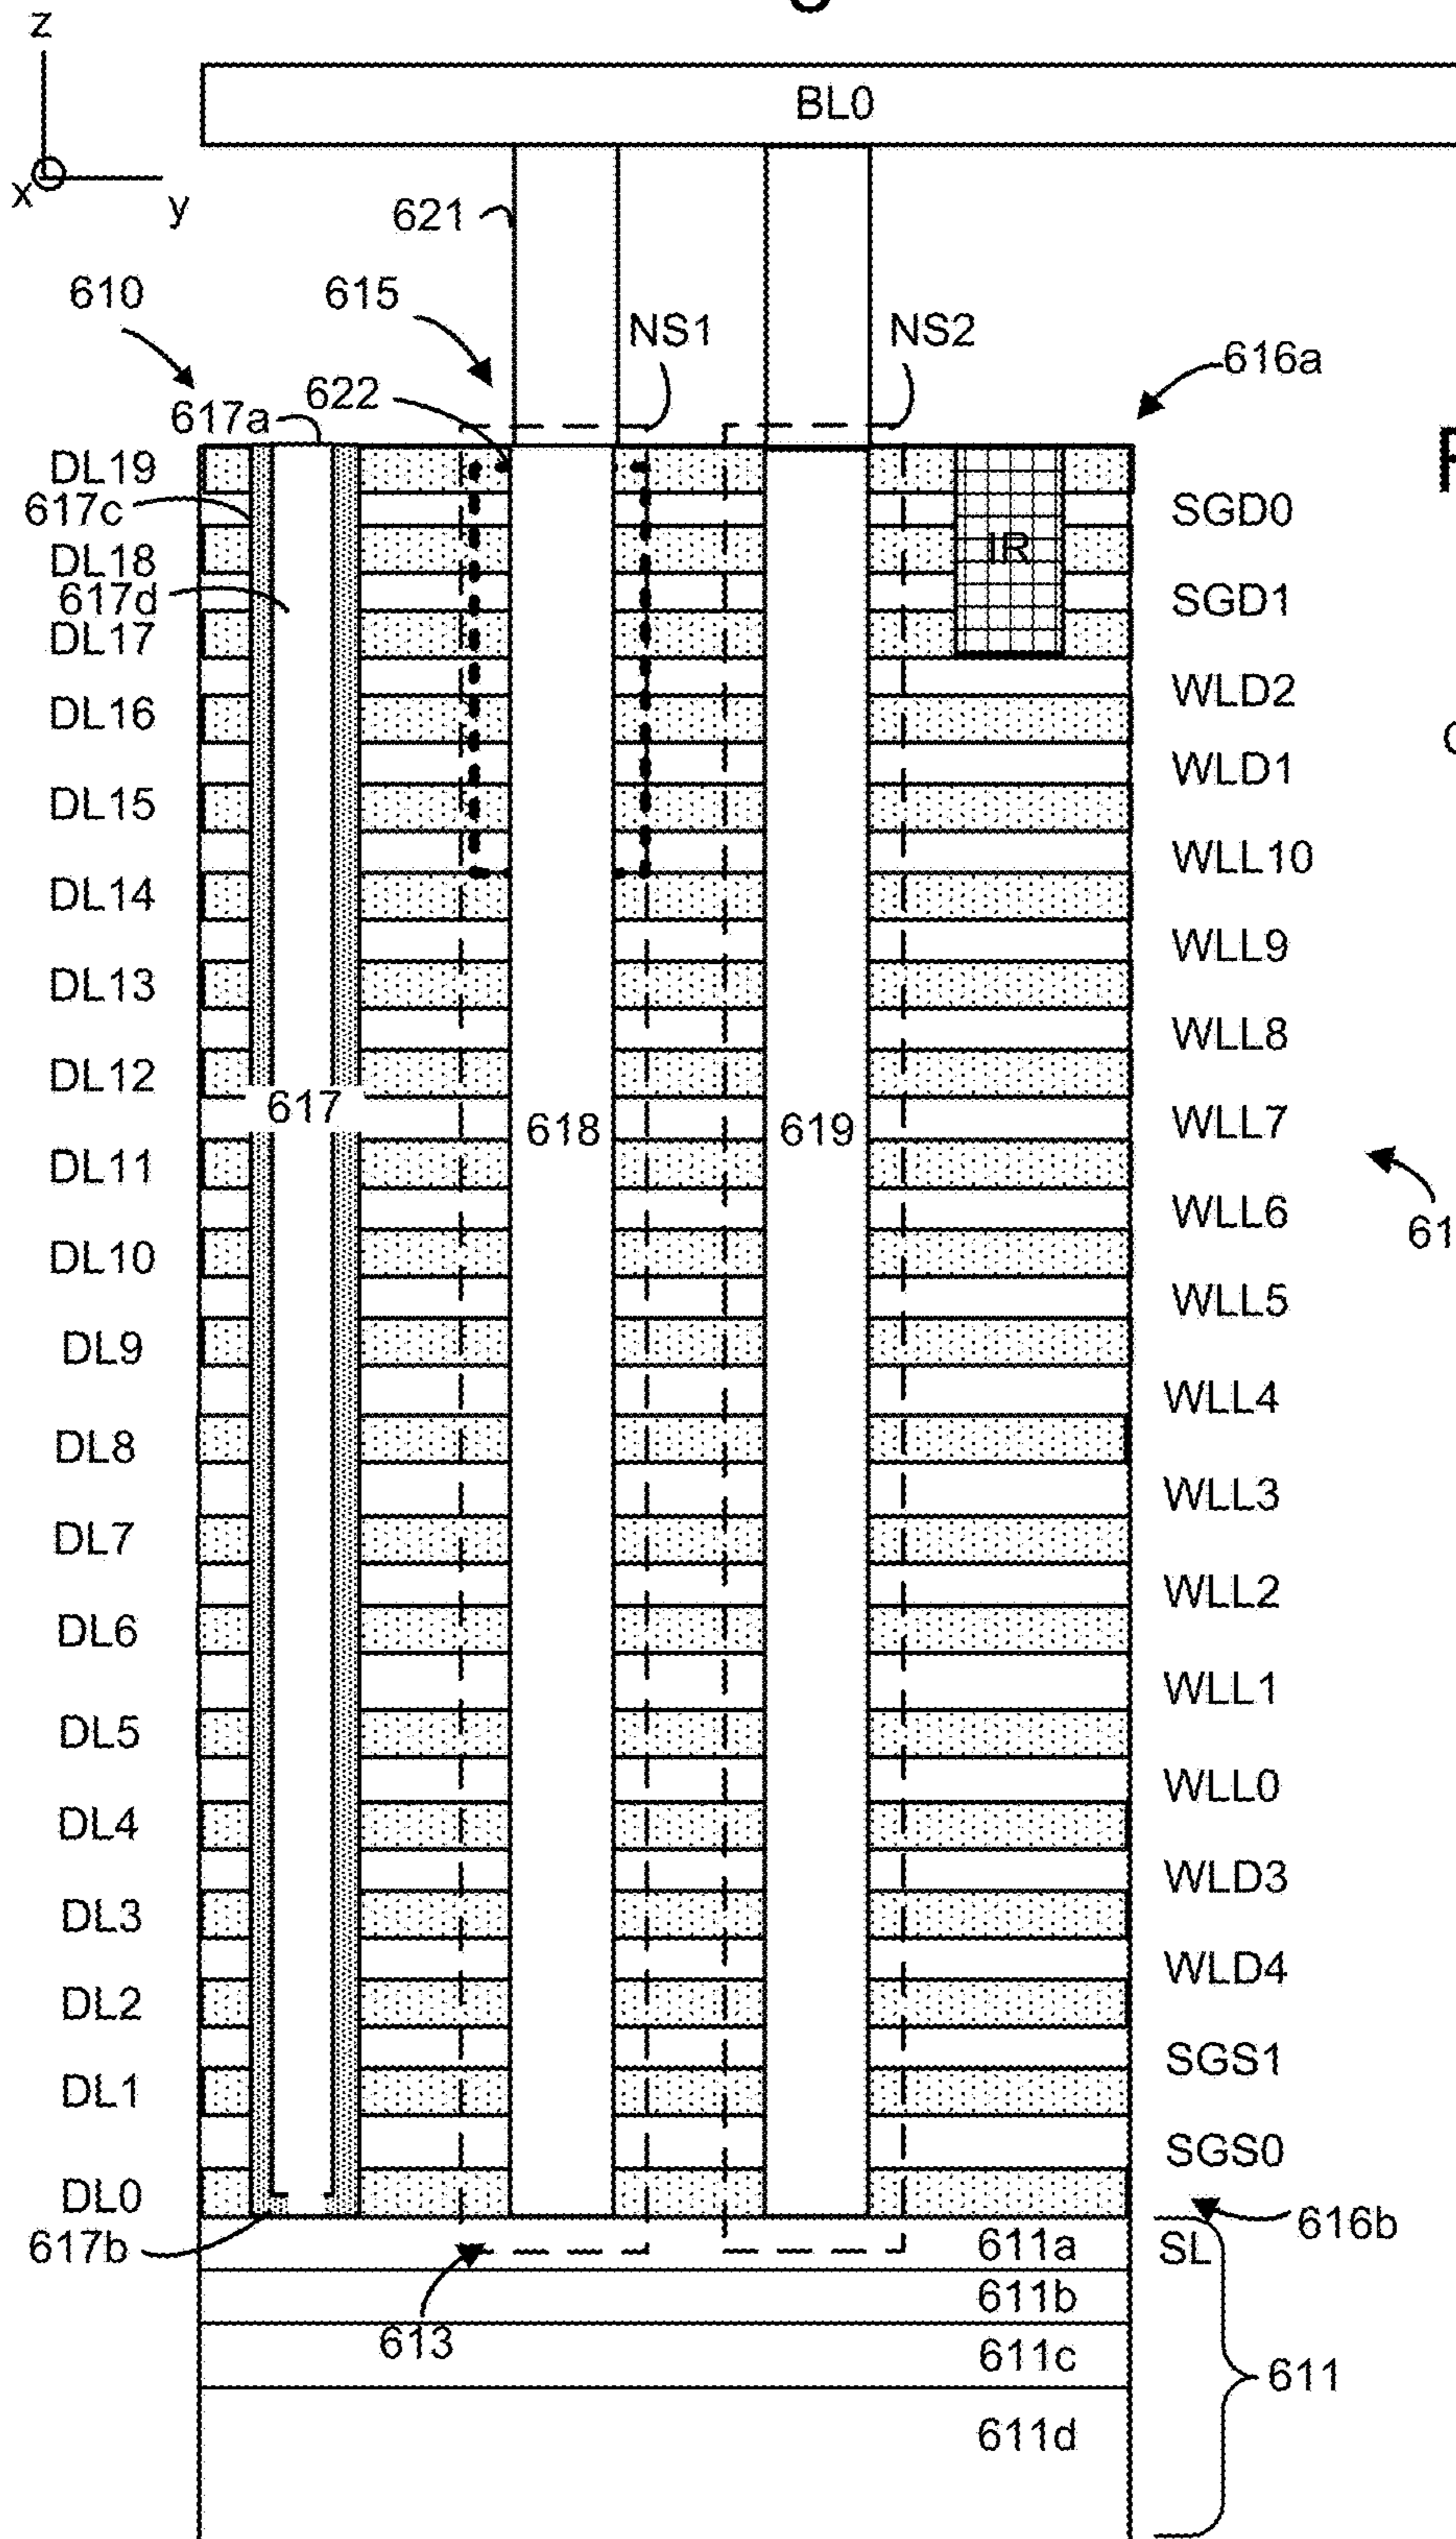 z
BL0
x
y
621
610
615
NS1
NS2
616a
622
617a
DL19
617c
SGD0
DL18
IR
617d
SGD1
DL17
WLD2
DL16
WLD1
DL15
WLL10
DL14
WLL9
DL13
WLL8
DL12
617
618
619
WLL7
DL11
WLL6
61
DL10
WLL5
DL9
WLL4
DL8
WLL3
DL7
WLL2
DL6
WLL1
DL5
WLL0
DL4
WLD3
DL3
WLD4
DL2
SGS1
DL1
SGS0
DL0
616b
617b
611a
SL
611b
613
611c
611
611d